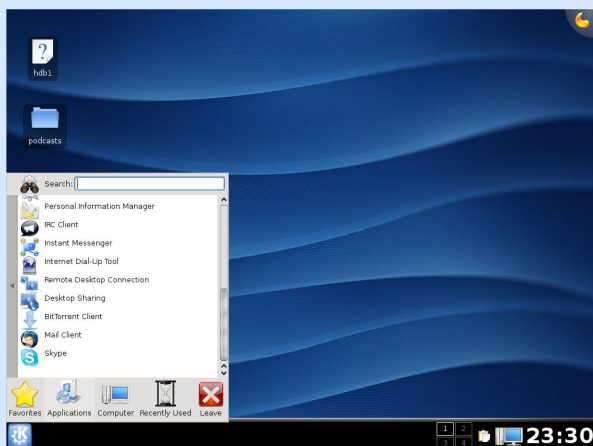 hdb1
podcasts
Search:
Personal Information Manager
IRC Client
Instant Messenger
Internet Dial-Up Tool
Remote Desktop Connection
Desktop Sharing
BitTorrent Client
Mail Client
Skype
Favorites Applications Computer Recently Used Leave
1 2
3 4
23:30